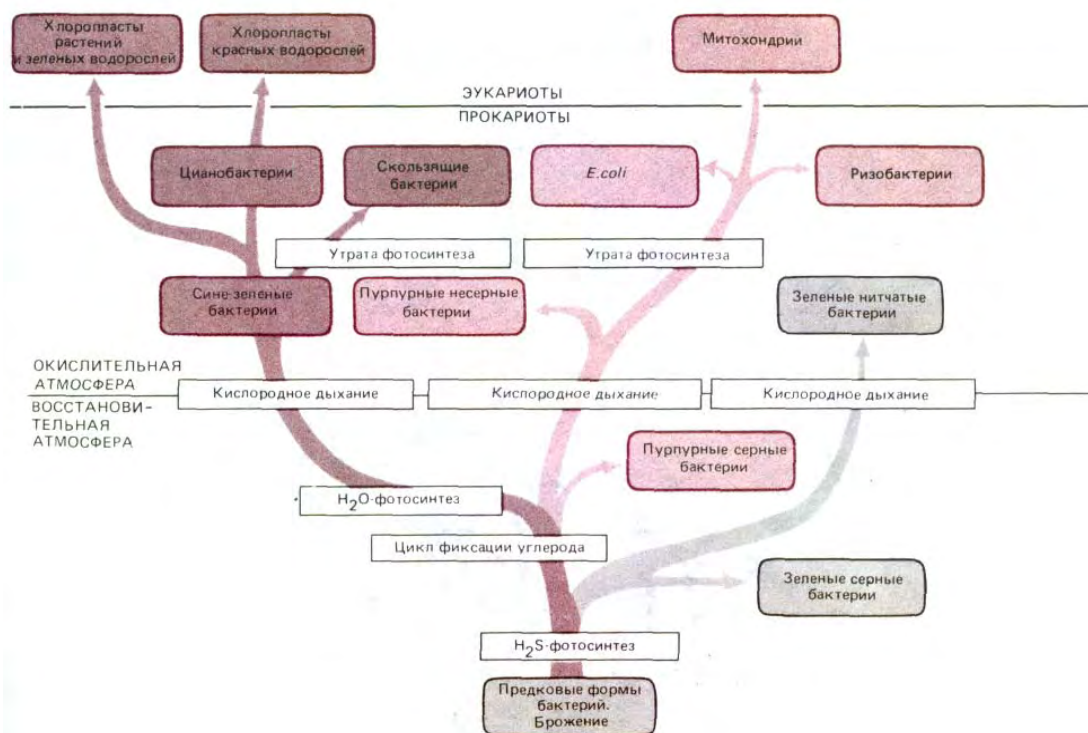 Хлоропласты
растений
и зеленых водорослей
Хлоропласты
красных водорослей
Митохондрии
ЭУКАРИОТЫ
ПРОКАРИОТЫ
Цианобактерии
Скользящие
бактерии
E.coli
Ризобактерии
Утрата фотосинтеза
Утрата фотосинтеза
Сине-зеленые
бактерии
Пурпурные несерные
бактерии
Зеленые нитчатые
бактерии
ОКИСЛИТЕЛЬНАЯ
АТМОСФЕРА
Кислородное дыхание
Кислородное дыхание
Кислородное дыхание
ВОССТАНОВИ-
ТЕЛЬНАЯ
АТМОСФЕРА
Пурпурные серные
бактерии
H₂O-фотосинтез
Цикл фиксации углерода
Зеленые серные
бактерии
H₂S-фотосинтез
Предковые формы
бактерий.
Брожение